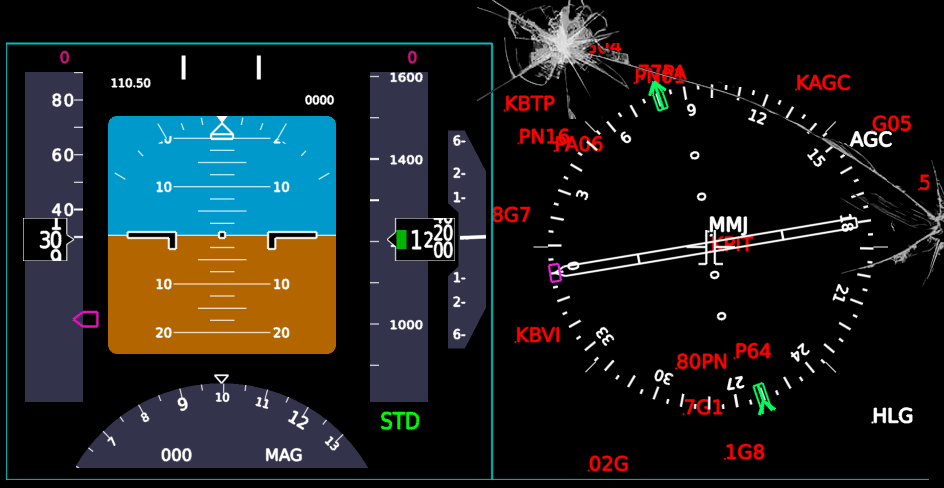 0
0
110.50
0000
80
60
40
30
1600
1400
12
20
00
1000
10 10
10 10
20 20
6-
2-
1-
1-
2-
6-
STD
7
8
9
10
11
12
13
000 MAG
77PA
KAGC
.KBTP
G05
.PN16
PA06
AGC
.5
8G7
MMJ
KPIT
.KBVI
.80PN
.P64
.7G1
.HLG
.1G8
.02G
0
3
6
9
12
15
18
21
24
27
30
33